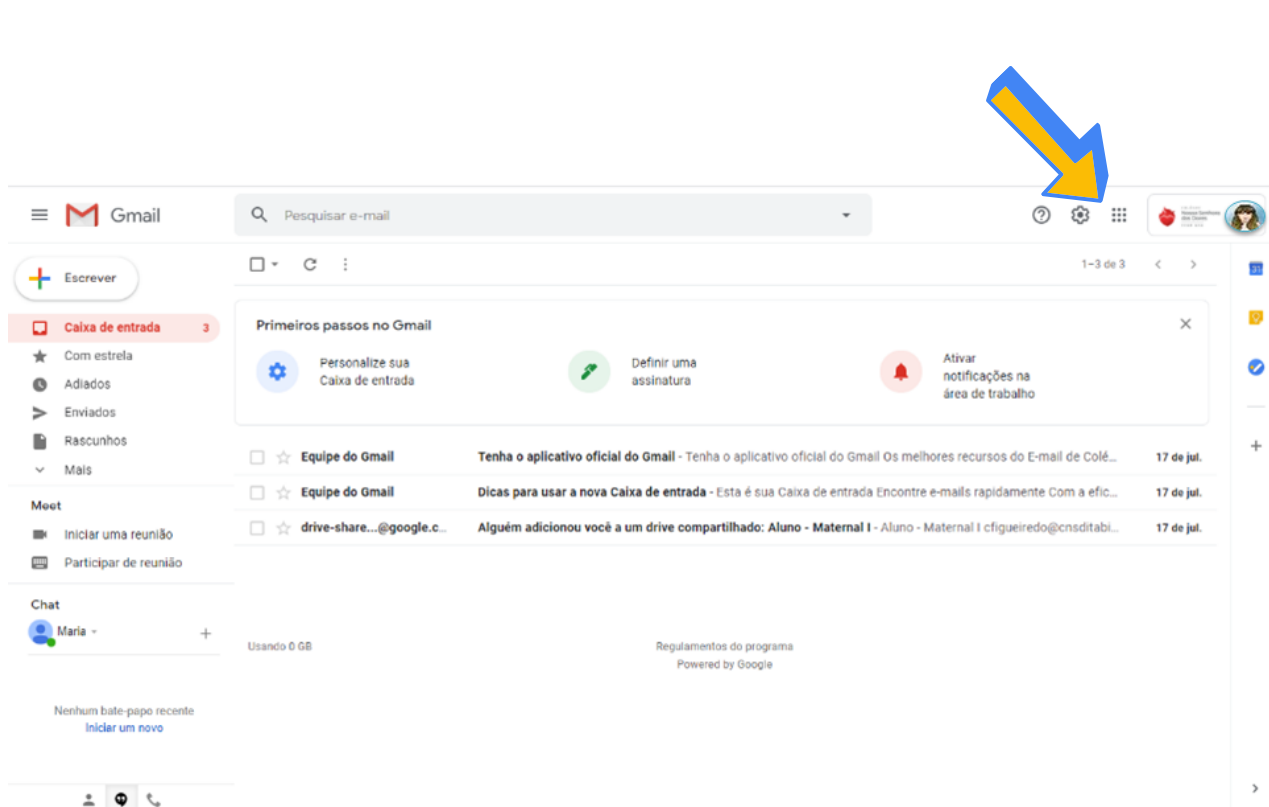 Gmail
Pesquisar e-mail
Nossa Senhora
das Dores
Escrever
1–3 de 3
31
Caixa de entrada 3
Com estrela
Adiados
Enviados
Rascunhos
Mais
Primeiros passos no Gmail
Personalize sua
Caixa de entrada
Definir uma
assinatura
Ativar
notificações na
área de trabalho
Equipe do Gmail Tenha o aplicativo oficial do Gmail - Tenha o aplicativo oficial do Gmail Os melhores recursos do E-mail de Colé... 17 de jul.
Equipe do Gmail Dicas para usar a nova Caixa de entrada - Esta é sua Caixa de entrada Encontre e-mails rapidamente Com a efic... 17 de jul.
drive-share...@google.c... Alguém adicionou você a um drive compartilhado: Aluno - Maternal I - Aluno - Maternal I cfigueiredo@cnsditabi... 17 de jul.
Meet
Iniciar uma reunião
Participar de reunião
Chat
Maria
Nenhum bate-papo recente
Iniciar um novo
Usando 0 GB
Regulamentos do programa
Powered by Google